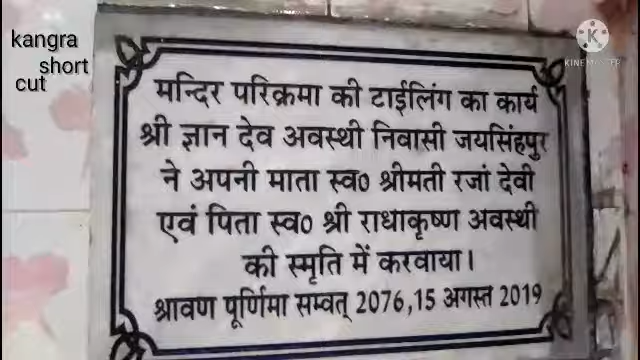 kangra
short
cut
K
KINEMASTER
मन्दिर परिक्रमा की टाईलिंग का कार्य
श्री ज्ञान देव अवस्थी निवासी जयसिंहपुर
ने अपनी माता स्व० श्रीमती रजां देवी
एवं पिता स्व० श्री राधाकृष्ण अवस्थी
की स्मृति में करवाया।
श्रावण पूर्णिमा सम्वत् 2076,15 अगस्त 2019